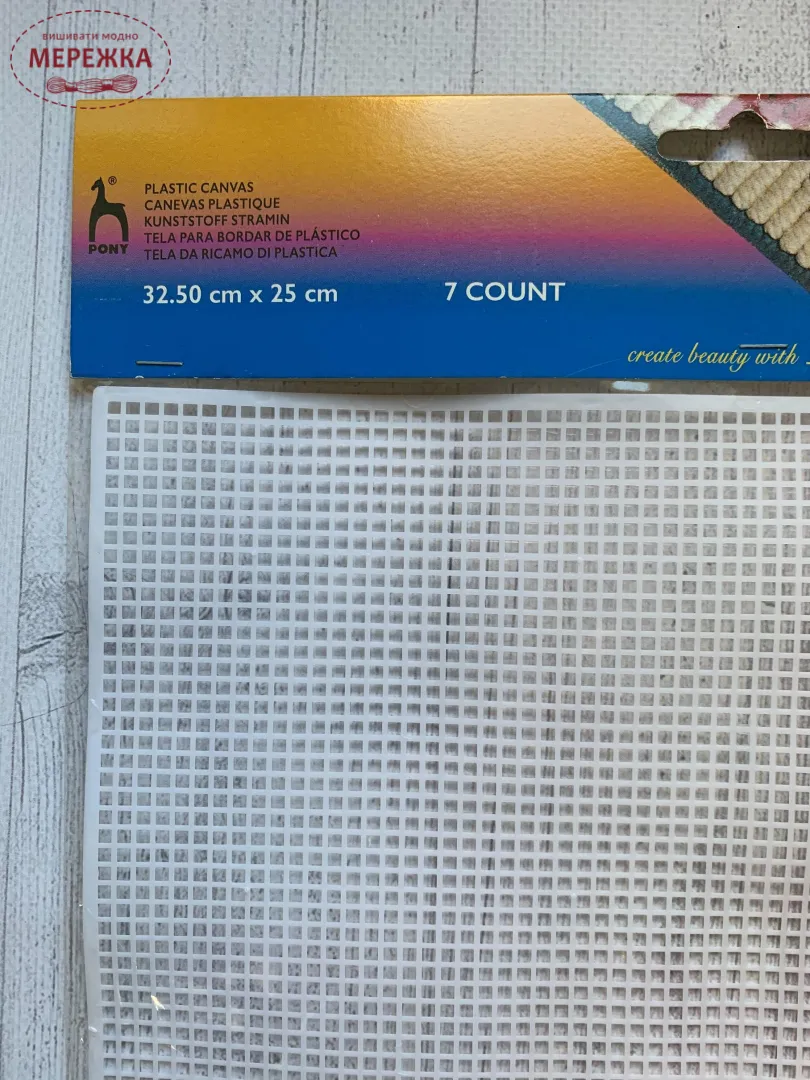 вишивати модно
МЕРЕЖКА
®
PONY
PLASTIC CANVAS
CANEVAS PLASTIQUE
KUNSTSTOFF STRAMIN
TELA PARA BORDAR DE PLÁSTICO
TELA DA RICAMO DI PLASTICA
32.50 cm x 25 cm
7 COUNT
create beauty with